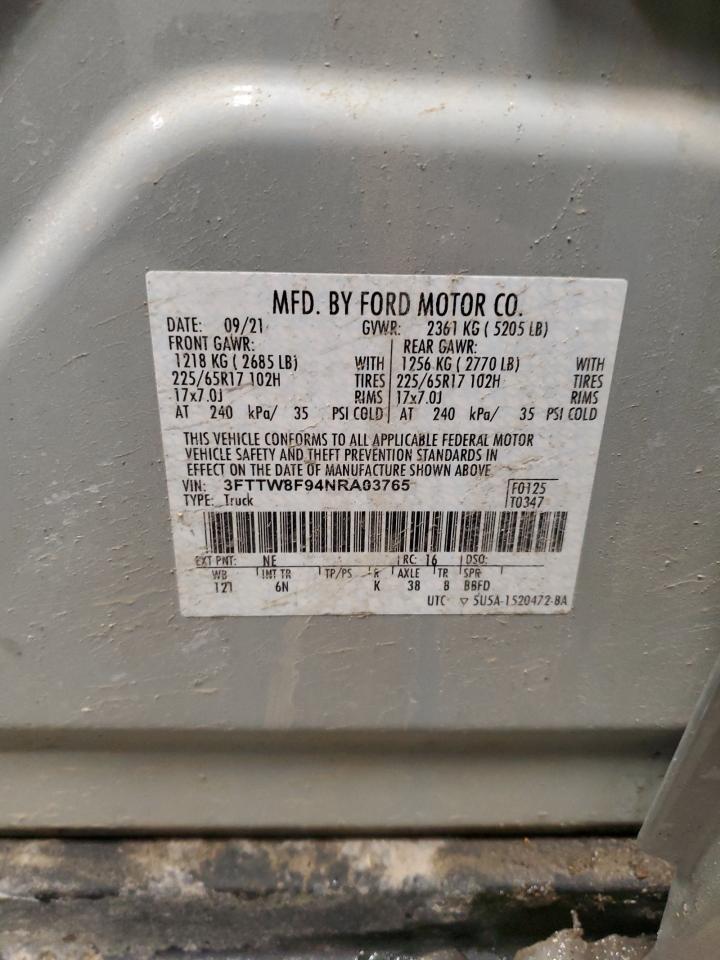 MFD. BY FORD MOTOR CO.
DATE: 09/21 GVWR: 2361 KG ( 5205 LB)
FRONT GAWR: REAR GAWR:
1218 KG ( 2685 LB) WITH 1256 KG ( 2770 LB) WITH
225/65R17 102H TIRES 225/65R17 102H TIRES
17x7.0J RIMS 17x7.0J RIMS
AT 240 kPa/ 35 PSI COLD AT 240 kPa/ 35 PSI COLD
THIS VEHICLE CONFORMS TO ALL APPLICABLE FEDERAL MOTOR
VEHICLE SAFETY AND THEFT PREVENTION STANDARDS IN
EFFECT ON THE DATE OF MANUFACTURE SHOWN ABOVE
VIN: 3FTTW8F94NRA03765 F0125
TYPE: Truck T0347
EXT PNT: NE RC: 16 DSO:
WB INT TR TP/PS R AXLE TR SPR
121 6N K 38 8 BBFD
UTC ▽ 5U5A-1520472-BA